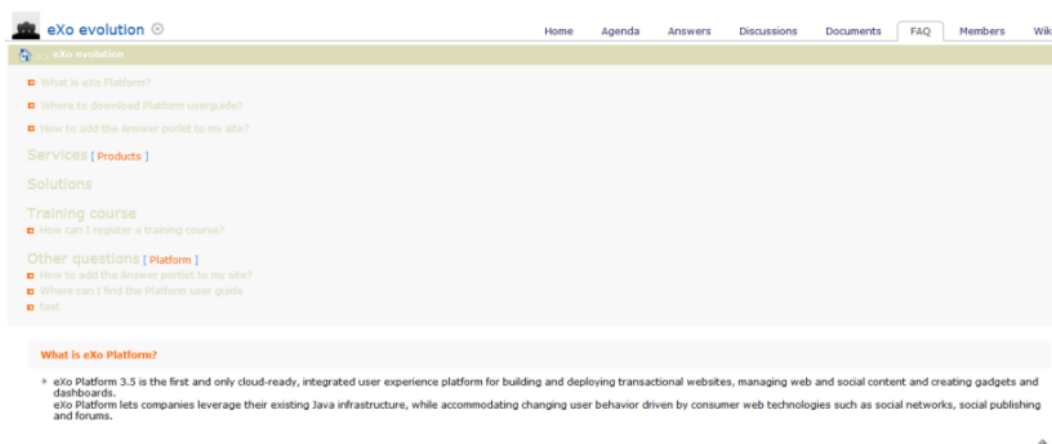 eXo evolution
Home Agenda Answers Discussions Documents FAQ Members Wik
>> eXo evolution
What is eXo Platform?
Where to download Platform userguide?
How to add the Answer porlet to my site?
Services [ Products ]
Solutions
Training course
How can I register a training course?
Other questions [ Platform ]
How to add the Answer portlet to my site?
Where can I find the Platform user guide
test
What is eXo Platform?
eXo Platform 3.5 is the first and only cloud-ready, integrated user experience platform for building and deploying transactional websites, managing web and social content and creating gadgets and
dashboards.
eXo Platform lets companies leverage their existing Java infrastructure, while accommodating changing user behavior driven by consumer web technologies such as social networks, social publishing
and forums.